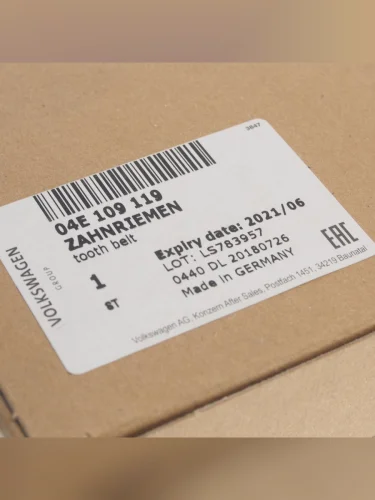 3647
04E 109 119
ZAHNRIEMEN
tooth belt
1
ST
Expiry date: 2021/06
LOT: LS783957
0440 DL 20180726
Made in GERMANY
EAC
VOLKSWAGEN
GROUP
Volkswagen AG. Konzern After Sales. Postfach 1451. 34219 Baunatal